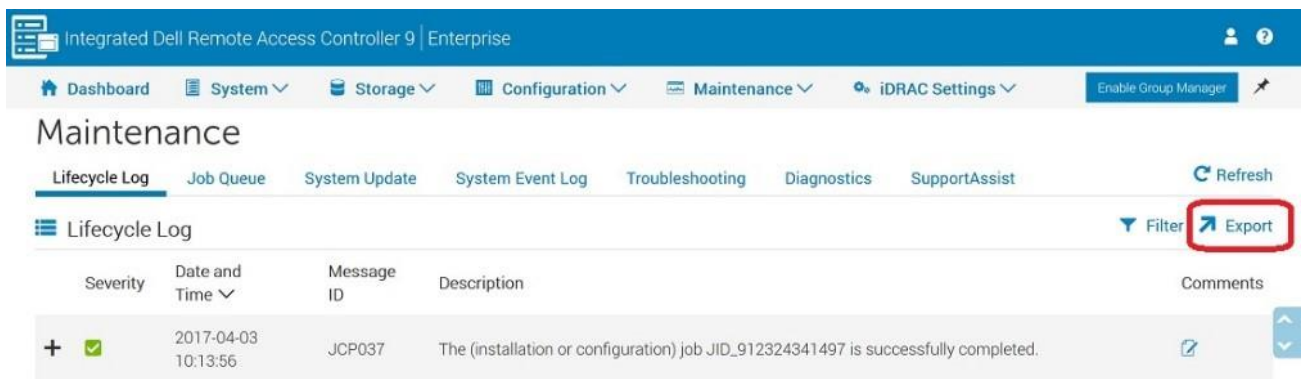 Integrated Dell Remote Access Controller 9 | Enterprise
Dashboard System Storage Configuration Maintenance iDRAC Settings Enable Group Manager
Maintenance
Lifecycle Log Job Queue System Update System Event Log Troubleshooting Diagnostics SupportAssist Refresh
Lifecycle Log Filter Export
Severity Date and Time Message ID Description Comments
2017-04-03 10:13:56 JCP037 The (installation or configuration) job JID_912324341497 is successfully completed.